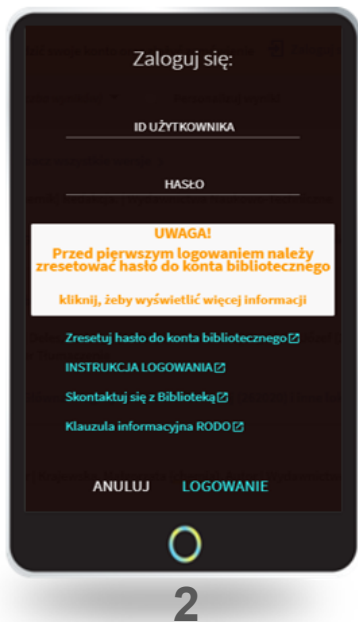 Zaloguj się:
ID UŻYTKOWNIKA
HASŁO
UWAGA!
Przed pierwszym logowaniem należy
zresetować hasło do konta bibliotecznego
kliknij, żeby wyświetlić więcej informacji
Zresetuj hasło do konta bibliotecznego
INSTRUKCJA LOGOWANIA
Skontaktuj się z Biblioteką
Klauzula informacyjna RODO
ANULUJ LOGOWANIE
2